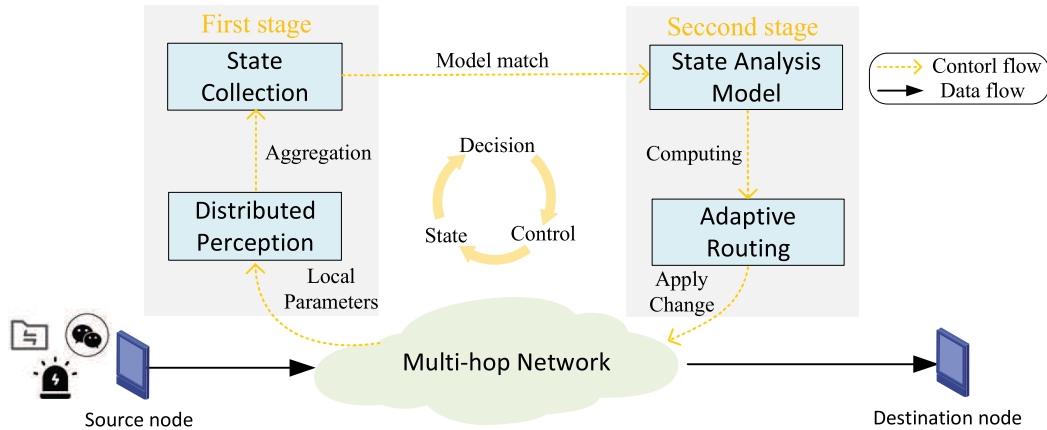 First stage
State
Collection
Aggregation
Distributed
Perception
Local
Parameters
Model match
Decision
State
Control
Seccond stage
State Analysis
Model
Computing
Adaptive
Routing
Apply
Change
Contorl flow
Data flow
Multi-hop Network
Source node
Destination node